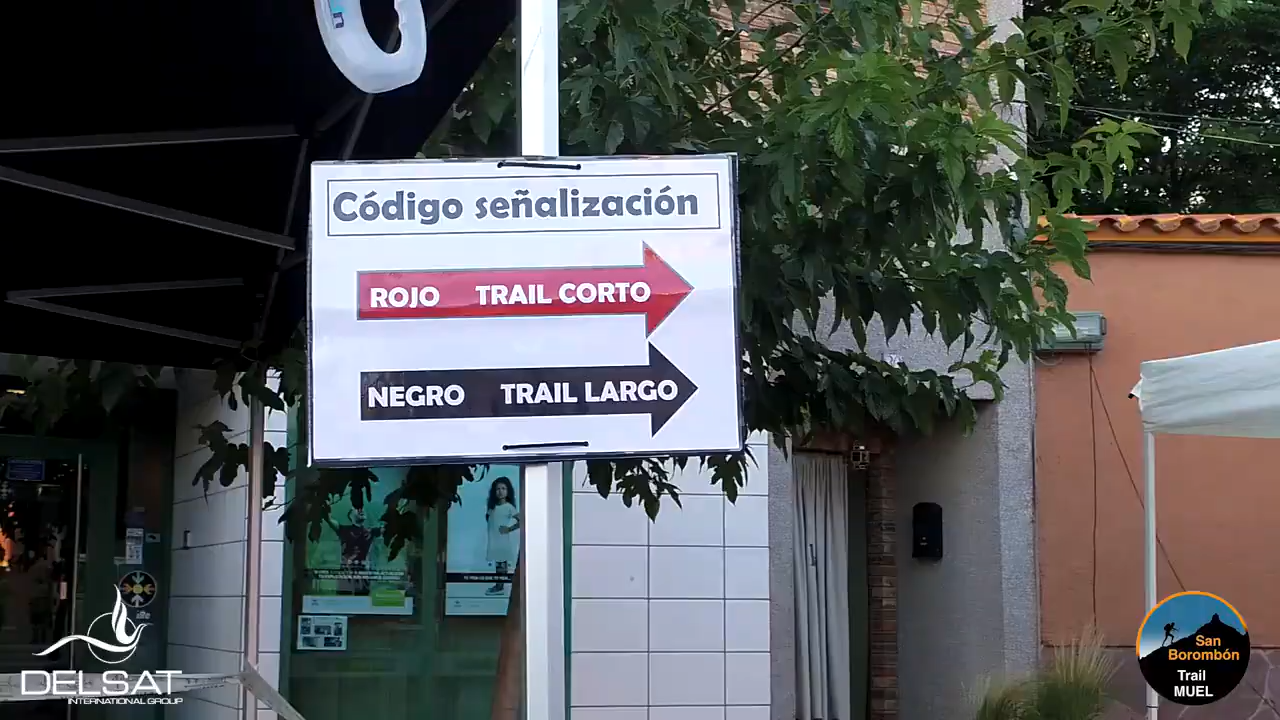 Código señalización
ROJO TRAIL CORTO
NEGRO TRAIL LARGO
DELSAT
INTERNATIONAL GROUP
San
Borombón
Trail
MUEL